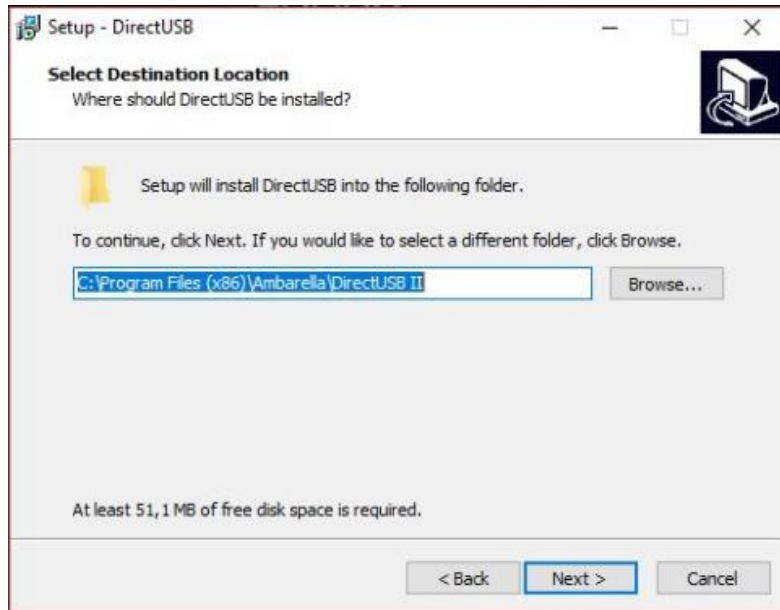 Setup - DirectUSB
Select Destination Location
Where should DirectUSB be installed?
Setup will install DirectUSB into the following folder.
To continue, click Next. If you would like to select a different folder, click Browse.
C:\Program Files (x86)\Ambarella\DirectUSB II
Browse...
At least 51,1 MB of free disk space is required.
< Back
Next >
Cancel